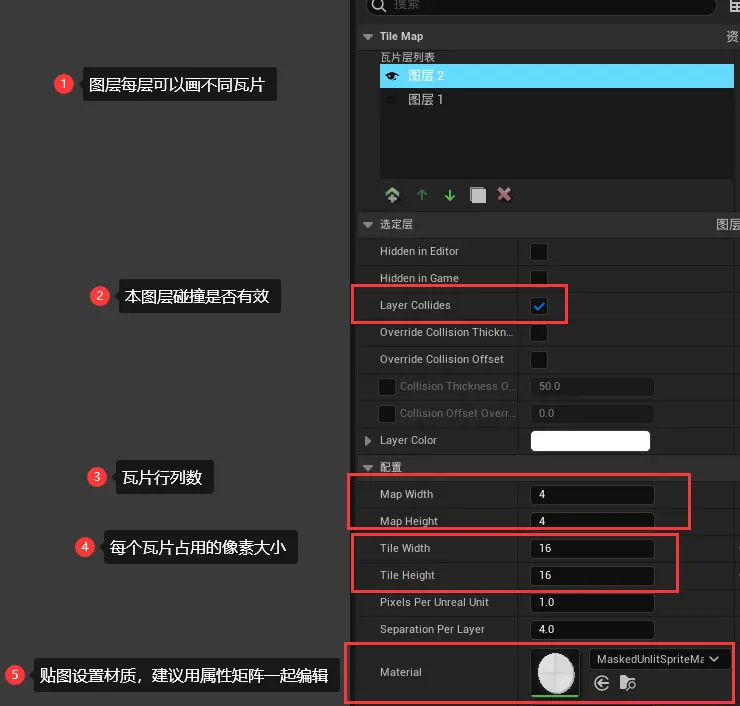 搜索
Tile Map
资
瓦片层列表
图层 2
1 图层每层可以画不同瓦片
图层 1
选定层
图层
Hidden in Editor
Hidden in Game
2 本图层碰撞是否有效
Layer Collides
Override Collision Thickn...
Override Collision Offset
Collision Thickness O... 50.0
Collision Offset Overr... 0.0
Layer Color
配置
3 瓦片行列数
Map Width 4
Map Height 4
4 每个瓦片占用的像素大小
Tile Width 16
Tile Height 16
Pixels Per Unreal Unit 1.0
Separation Per Layer 4.0
5 贴图设置材质，建议用属性矩阵一起编辑
Material
MaskedUnlitSpriteMa